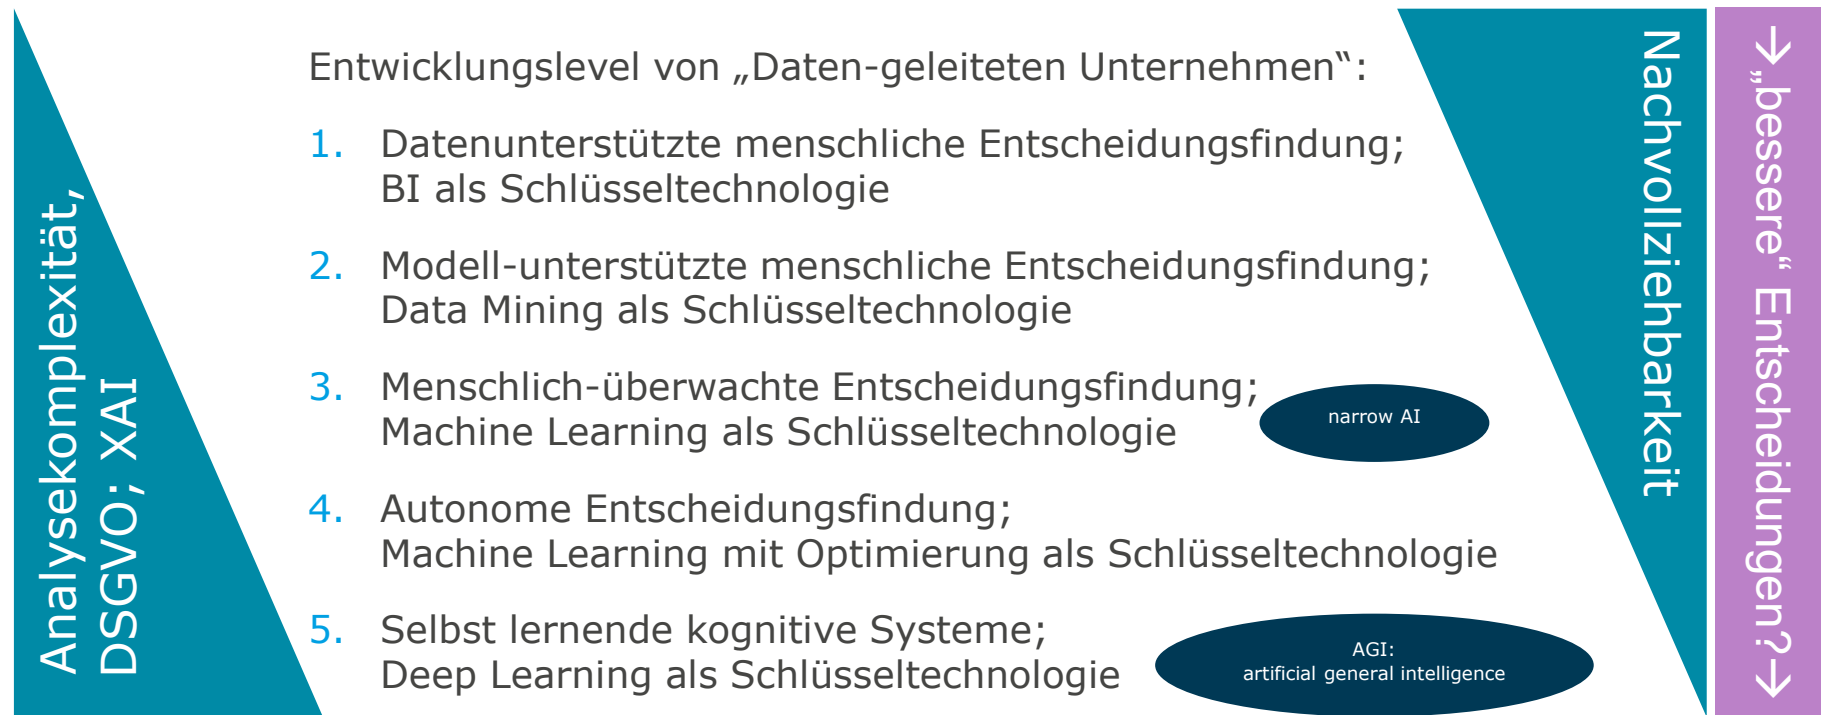 Analysekomplexität,
DSGVO; XAI
Entwicklungslevel von „Daten-geleiteten Unternehmen“:
1. Datenunterstützte menschliche Entscheidungsfindung;
BI als Schlüsseltechnologie
2. Modell-unterstützte menschliche Entscheidungsfindung;
Data Mining als Schlüsseltechnologie
3. Menschlich-überwachte Entscheidungsfindung;
Machine Learning als Schlüsseltechnologie
narrow AI
4. Autonome Entscheidungsfindung;
Machine Learning mit Optimierung als Schlüsseltechnologie
5. Selbst lernende kognitive Systeme;
Deep Learning als Schlüsseltechnologie
AGI:
artificial general intelligence
Nachvollziehbarkeit
→„bessere“ Entscheidungen?→